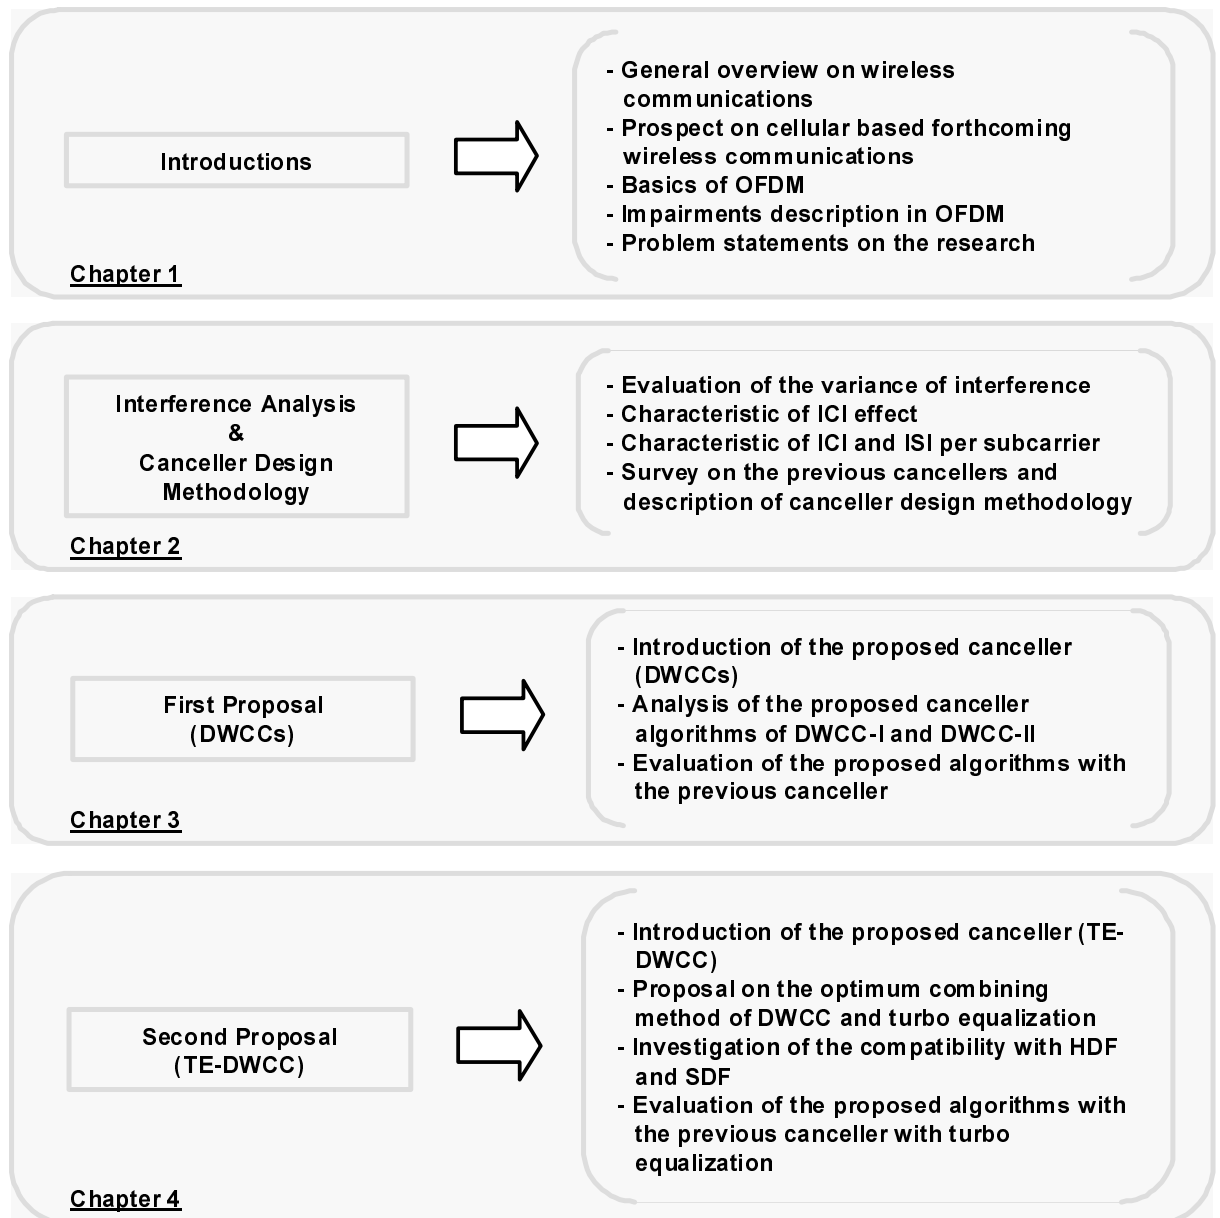 Introductions
- General overview on wireless
communications
- Prospect on cellular based forthcoming
wireless communications
- Basics of OFDM
- Impairments description in OFDM
- Problem statements on the research
Chapter 1
Interference Analysis
&
Canceller Design
Methodology
- Evaluation of the variance of interference
- Characteristic of ICI effect
- Characteristic of ICI and ISI per subcarrier
- Survey on the previous cancellers and
description of canceller design methodology
Chapter 2
First Proposal
(DWCCs)
- Introduction of the proposed canceller
(DWCCs)
- Analysis of the proposed canceller
algorithms of DWCC-I and DWCC-II
- Evaluation of the proposed algorithms with
the previous canceller
Chapter 3
Second Proposal
(TE-DWCC)
- Introduction of the proposed canceller (TE-
DWCC)
- Proposal on the optimum combining
method of DWCC and turbo equalization
- Investigation of the compatibility with HDF
and SDF
- Evaluation of the proposed algorithms with
the previous canceller with turbo
equalization
Chapter 4